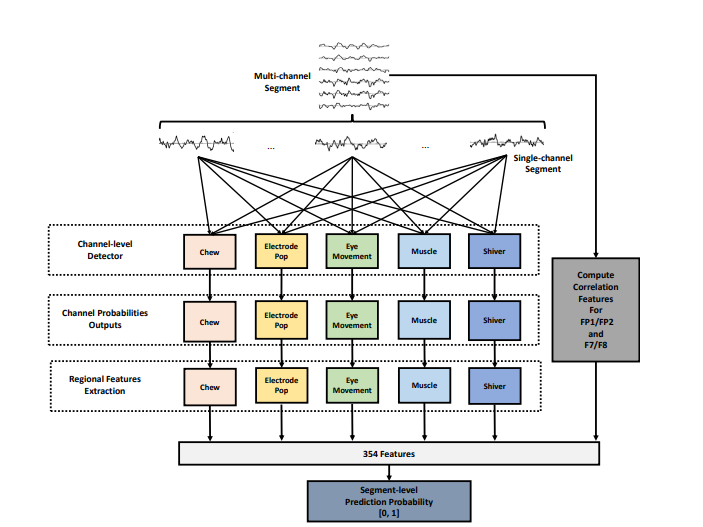 Multi-channel
Segment
...
...
Single-channel
Segment
Channel-level
Detector
Chew
Electrode
Pop
Eye
Movement
Muscle
Shiver
Compute
Correlation
Features
For
FP1/FP2
and
F7/F8
Channel Probabilities
Outputs
Chew
Electrode
Pop
Eye
Movement
Muscle
Shiver
Regional Features
Extraction
Chew
Electrode
Pop
Eye
Movement
Muscle
Shiver
354 Features
Segment-level
Prediction Probability
[0, 1]